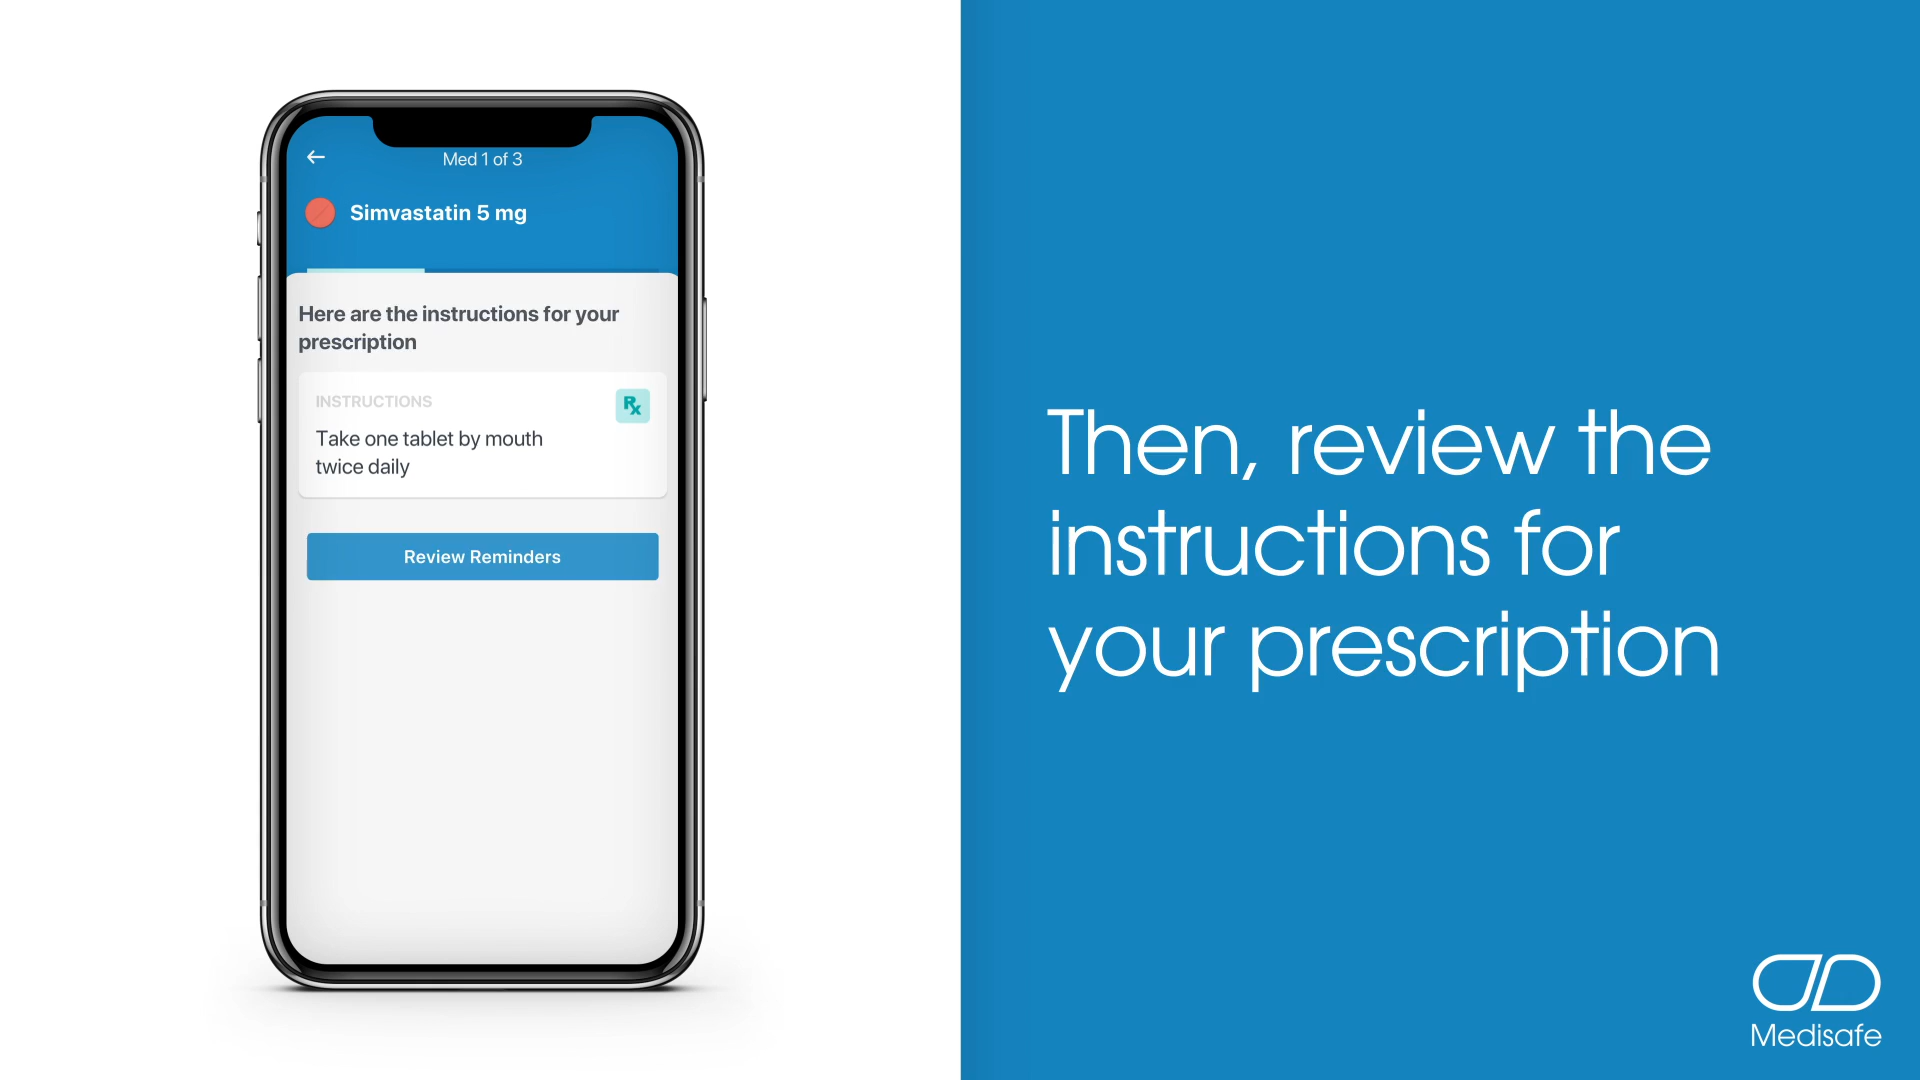 Med 1 of 3
Simvastatin 5 mg
Here are the instructions for your
prescription
INSTRUCTIONS
Rx
Take one tablet by mouth
twice daily
Review Reminders
Then, review the
instructions for
your prescription
Medisafe